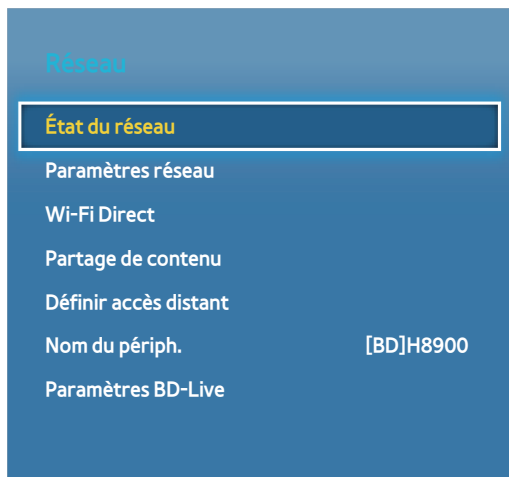 Réseau
État du réseau
Paramètres réseau
Wi-Fi Direct
Partage de contenu
Définir accès distant
Nom du périph. [BD]H8900
Paramètres BD-Live